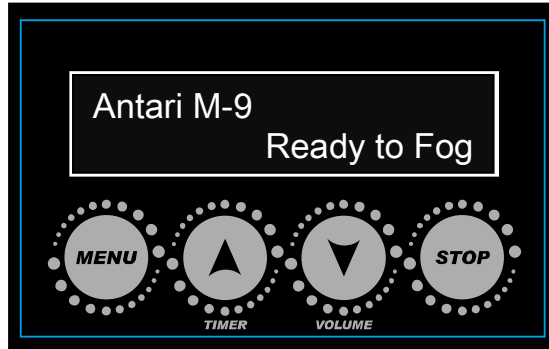 Antari M-9
Ready to Fog
MENU
STOP
TIMER
VOLUME